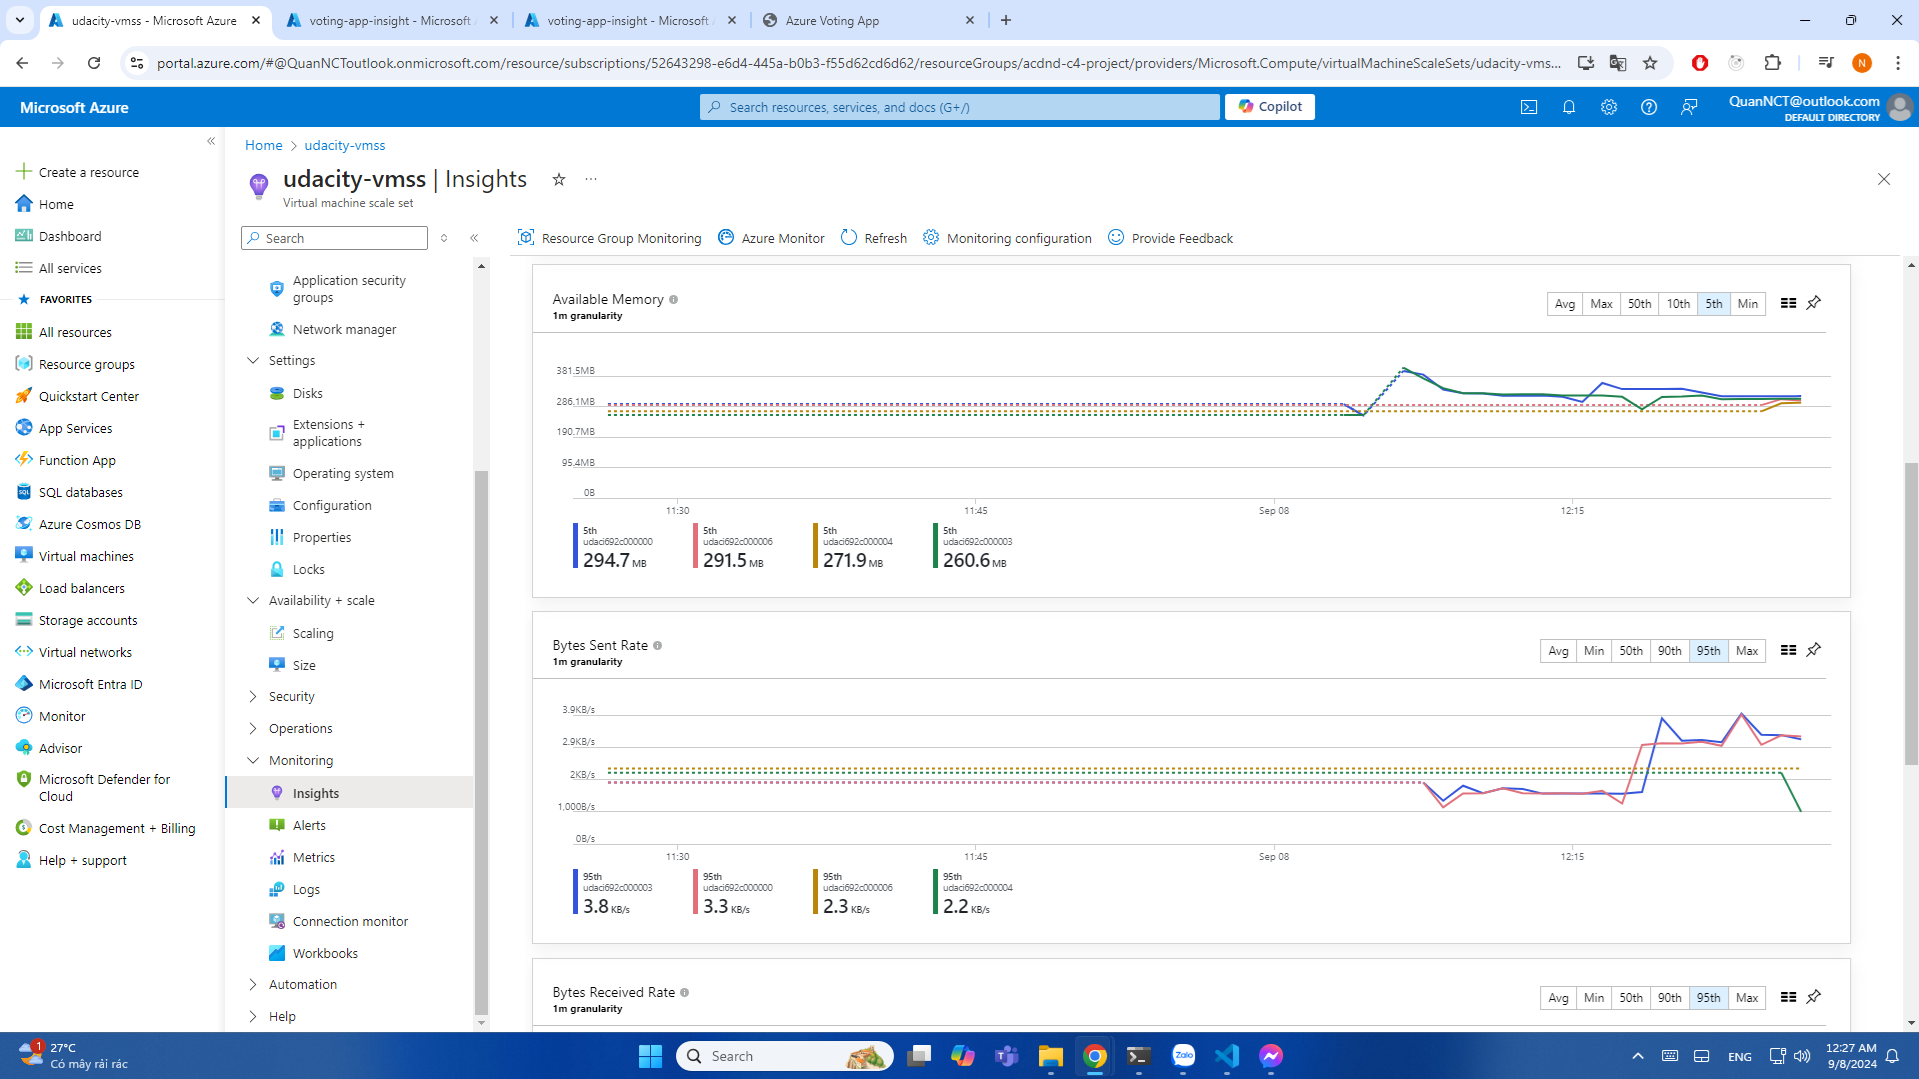 udacity-vmss - Microsoft Azure
voting-app-insight - Microsoft A
voting-app-insight - Microsoft A
Azure Voting App
portal.azure.com/#@QuanNCToutlook.onmicrosoft.com/resource/subscriptions/52643298-e6d4-445a-b0b3-f55d62cd6d62/resourceGroups/acdnd-c4-project/providers/Microsoft.Compute/virtualMachineScaleSets/udacity-vms...
N
Microsoft Azure
Search resources, services, and docs (G+/)
Copilot
QuanNCT@outlook.com
DEFAULT DIRECTORY
Create a resource
Home
Dashboard
All services
FAVORITES
All resources
Resource groups
Quickstart Center
App Services
Function App
SQL databases
Azure Cosmos DB
Virtual machines
Load balancers
Storage accounts
Virtual networks
Microsoft Entra ID
Monitor
Advisor
Microsoft Defender for
Cloud
Cost Management + Billing
Help + support
Home > udacity-vmss
udacity-vmss | Insights
Virtual machine scale set
Search
Application security
groups
Network manager
Settings
Disks
Extensions +
applications
Operating system
Configuration
Properties
Locks
Availability + scale
Scaling
Size
Security
Operations
Monitoring
Insights
Alerts
Metrics
Logs
Connection monitor
Workbooks
Automation
Help
Resource Group Monitoring
Azure Monitor
Refresh
Monitoring configuration
Provide Feedback
Available Memory
1m granularity
Avg Max 50th 10th 5th Min
381.5MB
286.1MB
190.7MB
95.4MB
0B
11:30 11:45 Sep 08 12:15
5th
udaci692c000000
294.7 MB
5th
udaci692c000006
291.5 MB
5th
udaci692c000004
271.9 MB
5th
udaci692c000003
260.6 MB
Bytes Sent Rate
1m granularity
Avg Min 50th 90th 95th Max
3.9KB/s
2.9KB/s
2KB/s
1,000B/s
0B/s
11:30 11:45 Sep 08 12:15
95th
udaci692c000003
3.8 KB/s
95th
udaci692c000000
3.3 KB/s
95th
udaci692c000006
2.3 KB/s
95th
udaci692c000004
2.2 KB/s
Bytes Received Rate
1m granularity
Avg Min 50th 90th 95th Max
1
27°C
Có mây rải rác
Search
Zalo
ENG
12:27 AM
9/8/2024